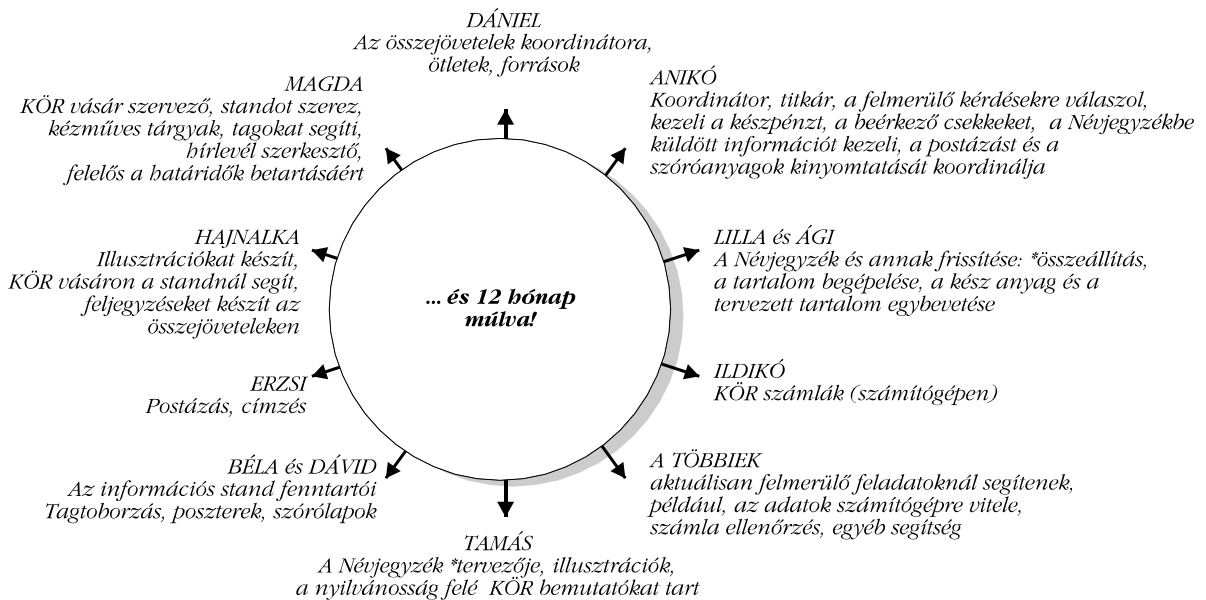 DÁNIEL
Az összejövetelek koordinátora,
ötletek, források
ANIKÓ
Koordinátor, titkár, a felmerülő kérdésekre válaszol,
kezeli a készpénzt, a beérkező csekkeket, a Névjegyzékbe
küldött információt kezeli, a postázást és a
szóróanyagok kinyomtatását koordinálja
LILLA és ÁGI
A Névjegyzék és annak frissítése: *összeállítás,
a tartalom begépelése, a kész anyag és a
tervezett tartalom egybevetése
ILDIKÓ
KÖR számlák (számítógépen)
A TÖBBIEK
aktuálisan felmerülő feladatoknál segítenek,
például, az adatok számítógépre vitele,
számla ellenőrzés, egyéb segítség
TAMÁS
A Névjegyzék *tervezője, illusztrációk,
a nyilvánosság felé KÖR bemutatókat tart
BÉLA és DÁVID
Az információs stand fenntartói
Tagtoborzás, poszterek, szórólapok
ERZSI
Postázás, címzés
HAJNALKA
Illusztrációkat készít,
KÖR vásáron a standnál segít,
feljegyzéseket készít az
összejöveteleken
MAGDA
KÖR vásár szervező, standot szerez,
kézműves tárgyak, tagokat segíti,
hírlevél szerkesztő,
felelős a határidők betartásáért
... és 12 hónap
múlva!